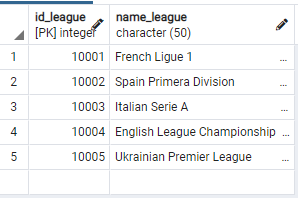 id_league name_league
[PK] integer character (50)
1 10001 French Ligue 1 ...
2 10002 Spain Primera Division ...
3 10003 Italian Serie A ...
4 10004 English League Championship ...
5 10005 Ukrainian Premier League ...